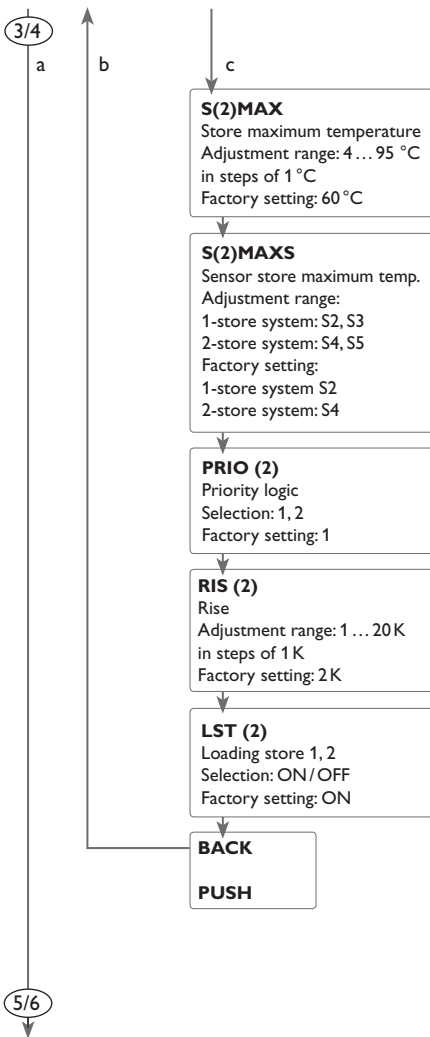 3/4
a b c
S(2)MAX
Store maximum temperature
Adjustment range: 4 … 95 °C
in steps of 1 °C
Factory setting: 60 °C
S(2)MAXS
Sensor store maximum temp.
Adjustment range:
1-store system: S2, S3
2-store system: S4, S5
Factory setting:
1-store system S2
2-store system: S4
PRIO (2)
Priority logic
Selection: 1, 2
Factory setting: 1
RIS (2)
Rise
Adjustment range: 1 … 20 K
in steps of 1 K
Factory setting: 2 K
LST (2)
Loading store 1, 2
Selection: ON / OFF
Factory setting: ON
BACK
PUSH
5/6